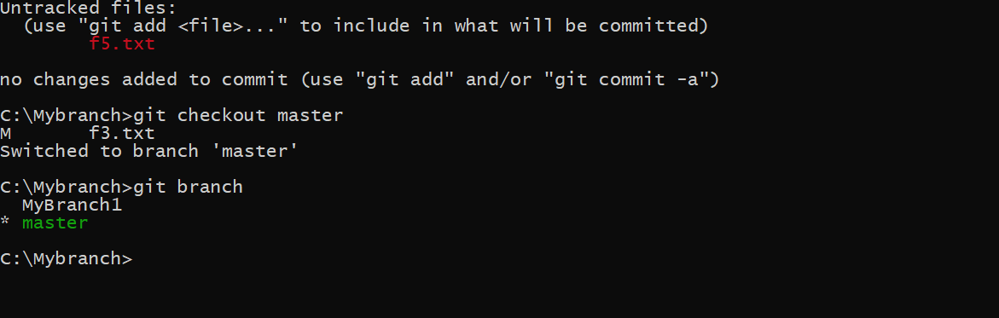 Untracked files:
  (use "git add <file>..." to include in what will be committed)
        f5.txt
no changes added to commit (use "git add" and/or "git commit -a")
C:\Mybranch>git checkout master
M       f3.txt
Switched to branch 'master'
C:\Mybranch>git branch
  MyBranch1
* master
C:\Mybranch>